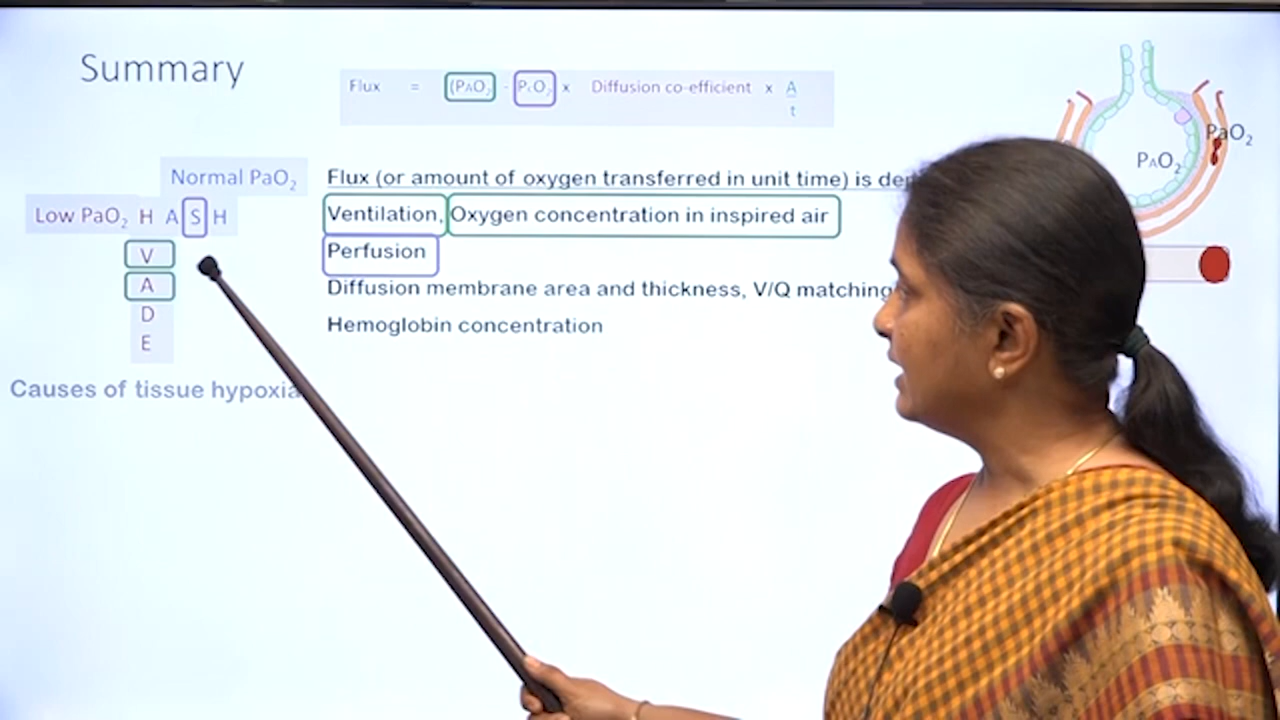 Summary
Flux = (PAO2 - PcO2) x Diffusion co-efficient x A
t
PaO2
PAO2
Normal PaO2
Flux (or amount of oxygen transferred in unit time) is
Low PaO2 H A S H
Ventilation, Oxygen concentration in inspired air
V
Perfusion
A
Diffusion membrane area and thickness, V/Q matching
D
Hemoglobin concentration
E
Causes of tissue hypoxia